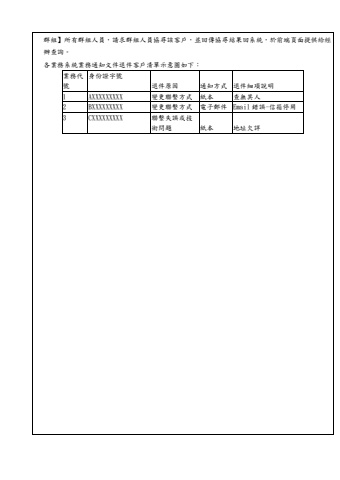 群組】所有群組人員，請求群組人員協尋該客戶，並回傳協尋結果回系統，於前端頁面提供給經
辦查詢。
各業務系統業務通知文件退件客戶清單示意圖如下：
業務代號 身份證字號 退件原因 通知方式 退件細項說明
1 AXXXXXXXXX 變更聯繫方式 紙本 查無其人
2 BXXXXXXXXX 變更聯繫方式 電子郵件 Email 錯誤-信箱停用
3 CXXXXXXXXX 聯繫失誤或技術問題 紙本 地址欠詳